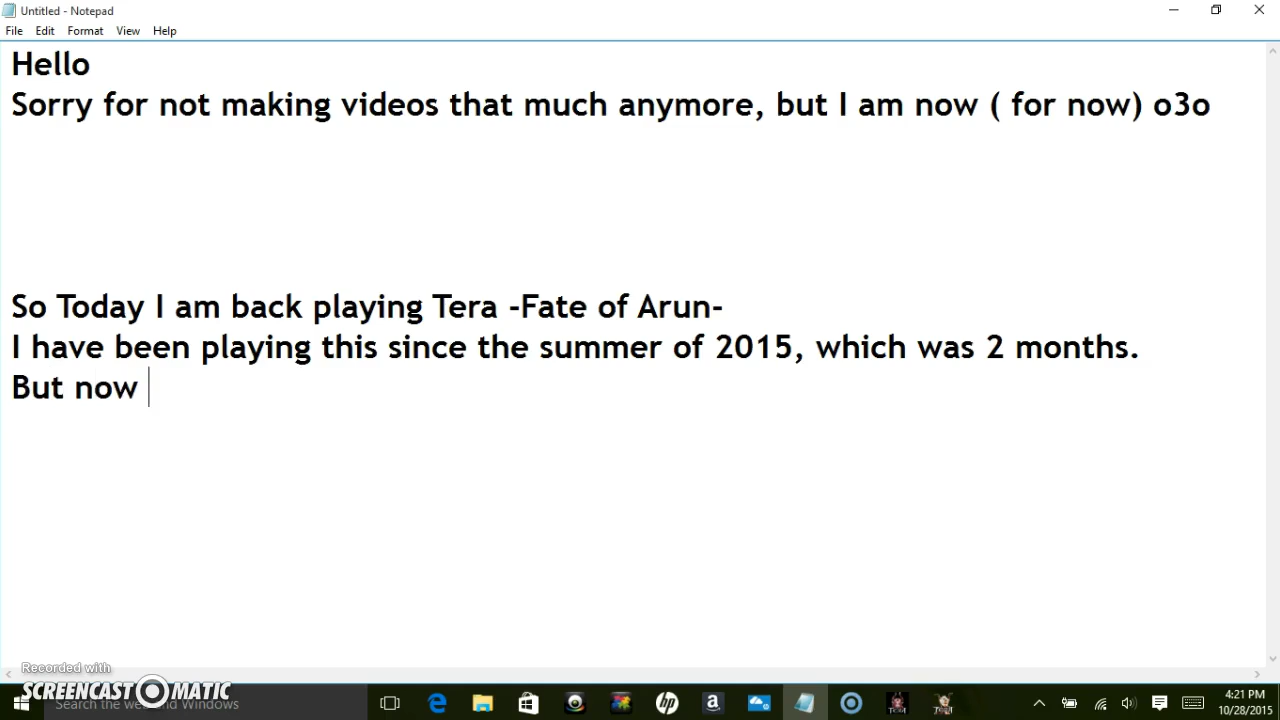 Untitled - Notepad
File Edit Format View Help
Hello
Sorry for not making videos that much anymore, but I am now ( for now) o3o
So Today I am back playing Tera -Fate of Arun-
I have been playing this since the summer of 2015, which was 2 months.
But now
Recorded with
SCREENCAST MATIC
Search the web and Windows
4:21 PM
10/28/2015